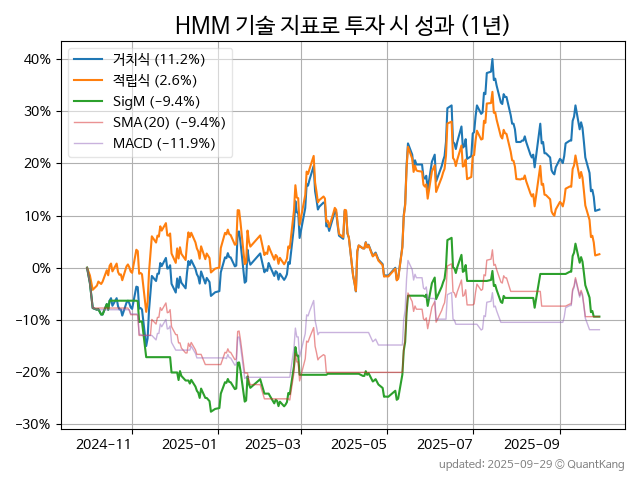 HMM 기술 지표로 투자 시 성과 (1년)
거치식 (11.2%)
적립식 (2.6%)
SigM (−9.4%)
SMA(20) (−9.4%)
MACD (−11.9%)
40%
30%
20%
10%
0%
−10%
−20%
−30%
2024-11 2025-01 2025-03 2025-05 2025-07 2025-09
updated: 2025-09-29 © QuantKang